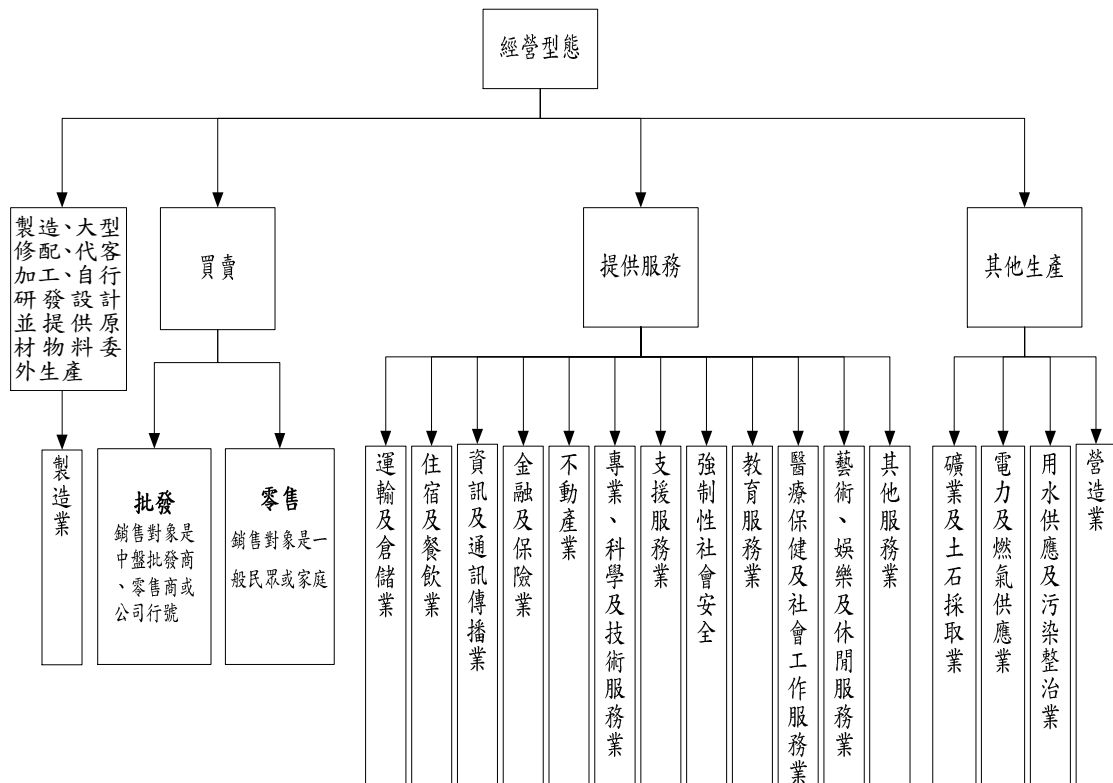 經營型態
製造、大型
修配、代客
加工、自行
研發設計
並提供原
材物料委
外生產
買賣
提供服務
其他生產
製造業
批發
銷售對象是
中盤批發商
、零售商或
公司行號
零售
銷售對象是一
般民眾或家庭
運輸及倉儲業
住宿及餐飲業
資訊及通訊傳播業
金融及保險業
不動產業
專業、科學及技術服務業
支援服務業
強制性社會安全
教育服務業
醫療保健及社會工作服務業
藝術、娛樂及休閒服務業
其他服務業
礦業及土石採取業
電力及燃氣供應業
用水供應及污染整治業
營造業